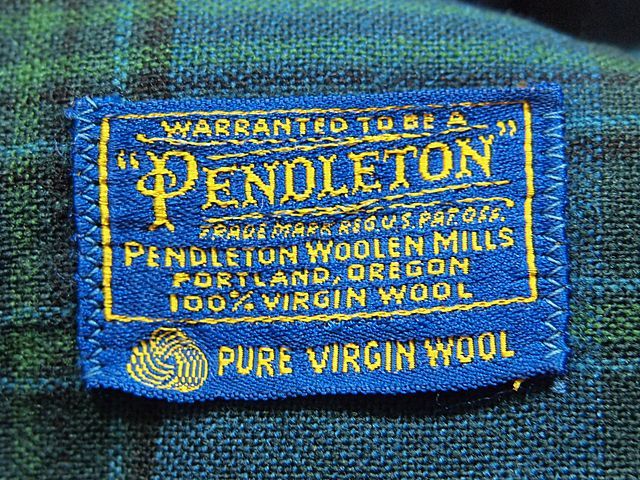 WARRANTED TO BE A
"PENDLETON"
TRADE MARK REG U.S. PAT. OFF.
PENDLETON WOOLEN MILLS
PORTLAND, OREGON
100% VIRGIN WOOL
PURE VIRGIN WOOL